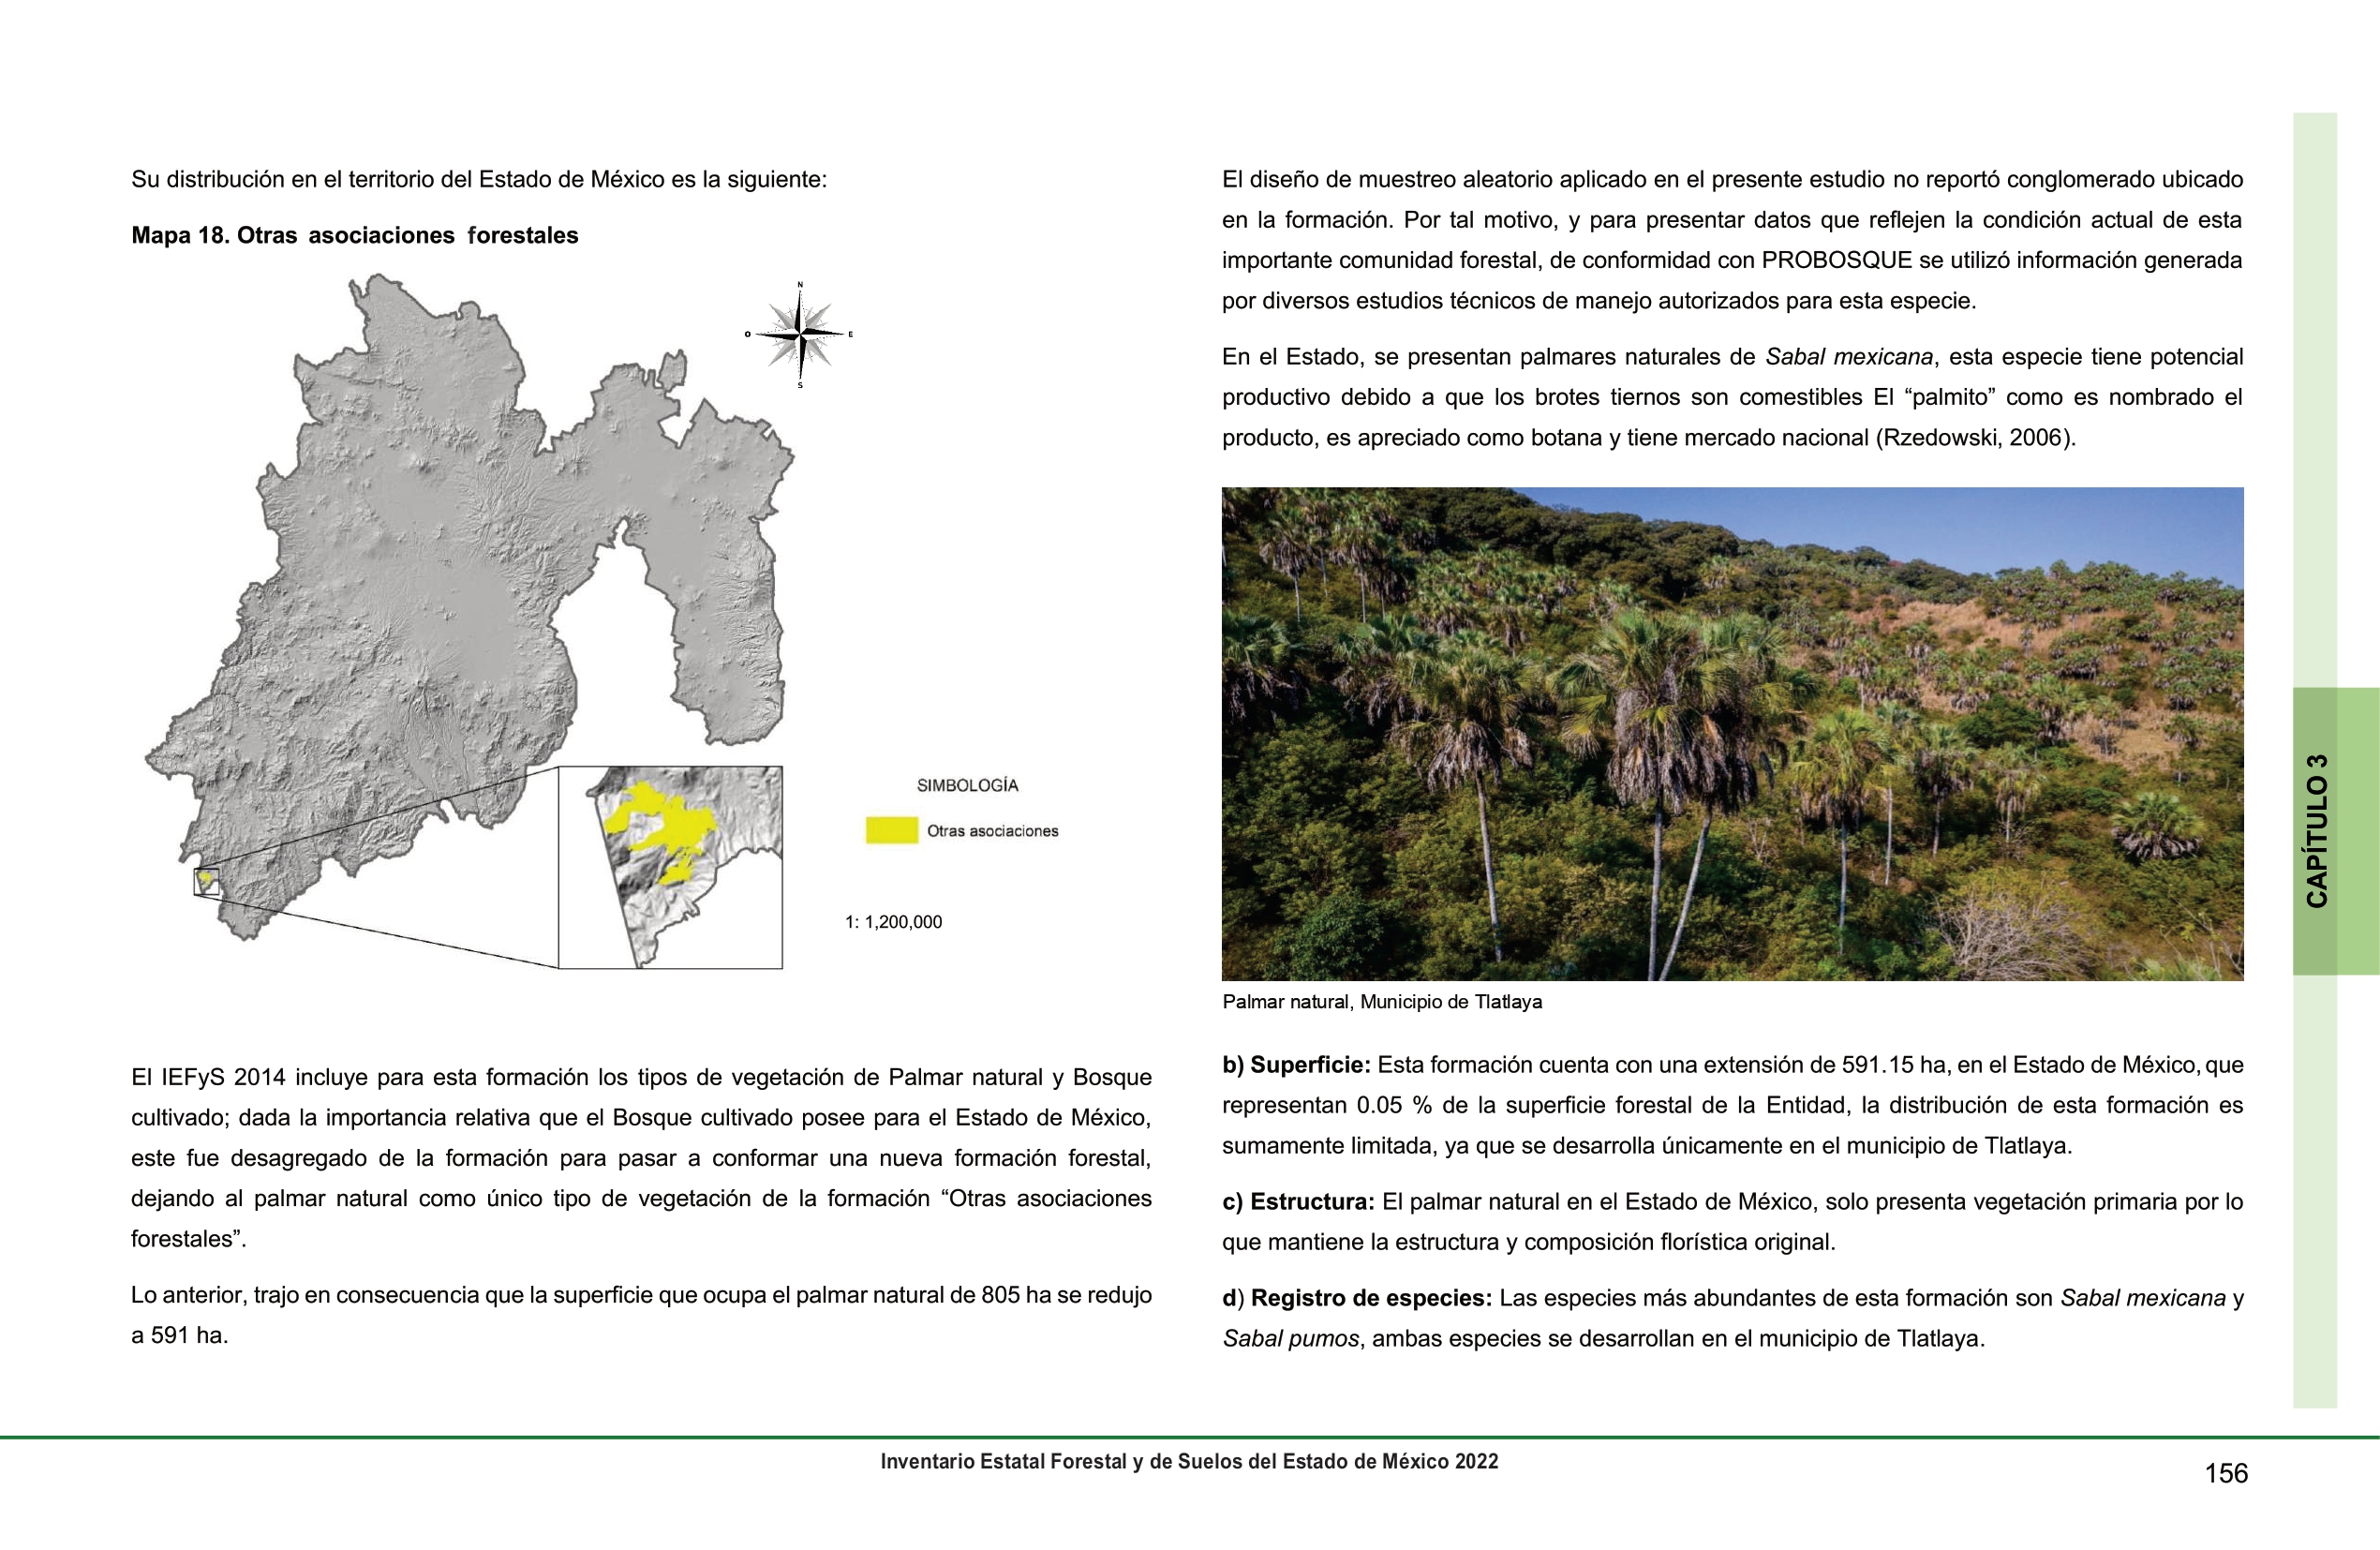 Su distribución en el territorio del Estado de México es la siguiente:
Mapa 18. Otras asociaciones forestales
N
O
E
S
SIMBOLOGÍA
Otras asociaciones
1: 1,200,000
El IEFyS 2014 incluye para esta formación los tipos de vegetación de Palmar natural y Bosque
cultivado; dada la importancia relativa que el Bosque cultivado posee para el Estado de México,
este fue desagregado de la formación para pasar a conformar una nueva formación forestal,
dejando al palmar natural como único tipo de vegetación de la formación “Otras asociaciones
forestales”.
Lo anterior, trajo en consecuencia que la superficie que ocupa el palmar natural de 805 ha se redujo
a 591 ha.
El diseño de muestreo aleatorio aplicado en el presente estudio no reportó conglomerado ubicado
en la formación. Por tal motivo, y para presentar datos que reflejen la condición actual de esta
importante comunidad forestal, de conformidad con PROBOSQUE se utilizó información generada
por diversos estudios técnicos de manejo autorizados para esta especie.
En el Estado, se presentan palmares naturales de Sabal mexicana, esta especie tiene potencial
productivo debido a que los brotes tiernos son comestibles El “palmito” como es nombrado el
producto, es apreciado como botana y tiene mercado nacional (Rzedowski, 2006).
Palmar natural, Municipio de Tlatlaya
b) Superficie: Esta formación cuenta con una extensión de 591.15 ha, en el Estado de México, que
representan 0.05 % de la superficie forestal de la Entidad, la distribución de esta formación es
sumamente limitada, ya que se desarrolla únicamente en el municipio de Tlatlaya.
c) Estructura: El palmar natural en el Estado de México, solo presenta vegetación primaria por lo
que mantiene la estructura y composición florística original.
d) Registro de especies: Las especies más abundantes de esta formación son Sabal mexicana y
Sabal pumos, ambas especies se desarrollan en el municipio de Tlatlaya.
CAPÍTULO 3
Inventario Estatal Forestal y de Suelos del Estado de México 2022
156